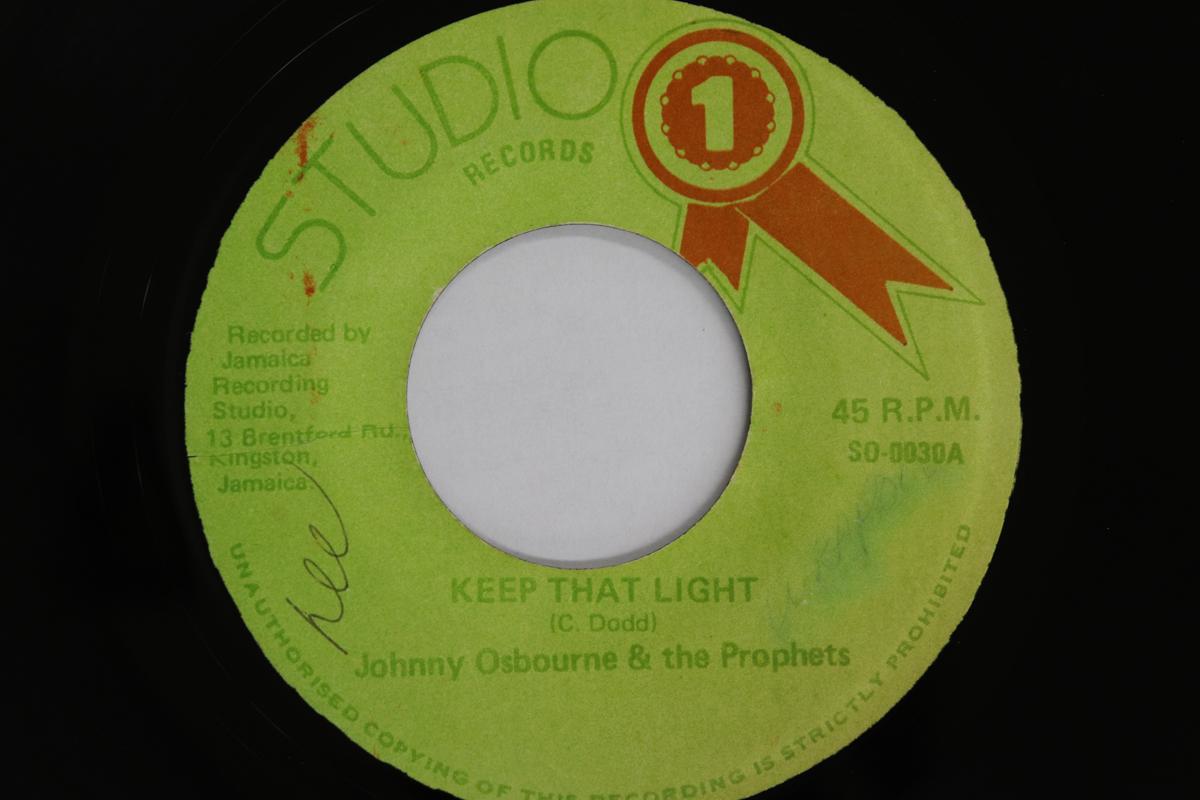 STUDIO
RECORDS
1
Recorded by
Jamaica
Recording
Studio,
13 Brentford Rd.,
Kingston,
Jamaica.
45 R.P.M.
SO-0030A
KEEP THAT LIGHT
(C. Dodd)
Johnny Osbourne & the Prophets
UNAUTHORISED COPYING OF THIS RECORDING IS STRICTLY PROHIBITED